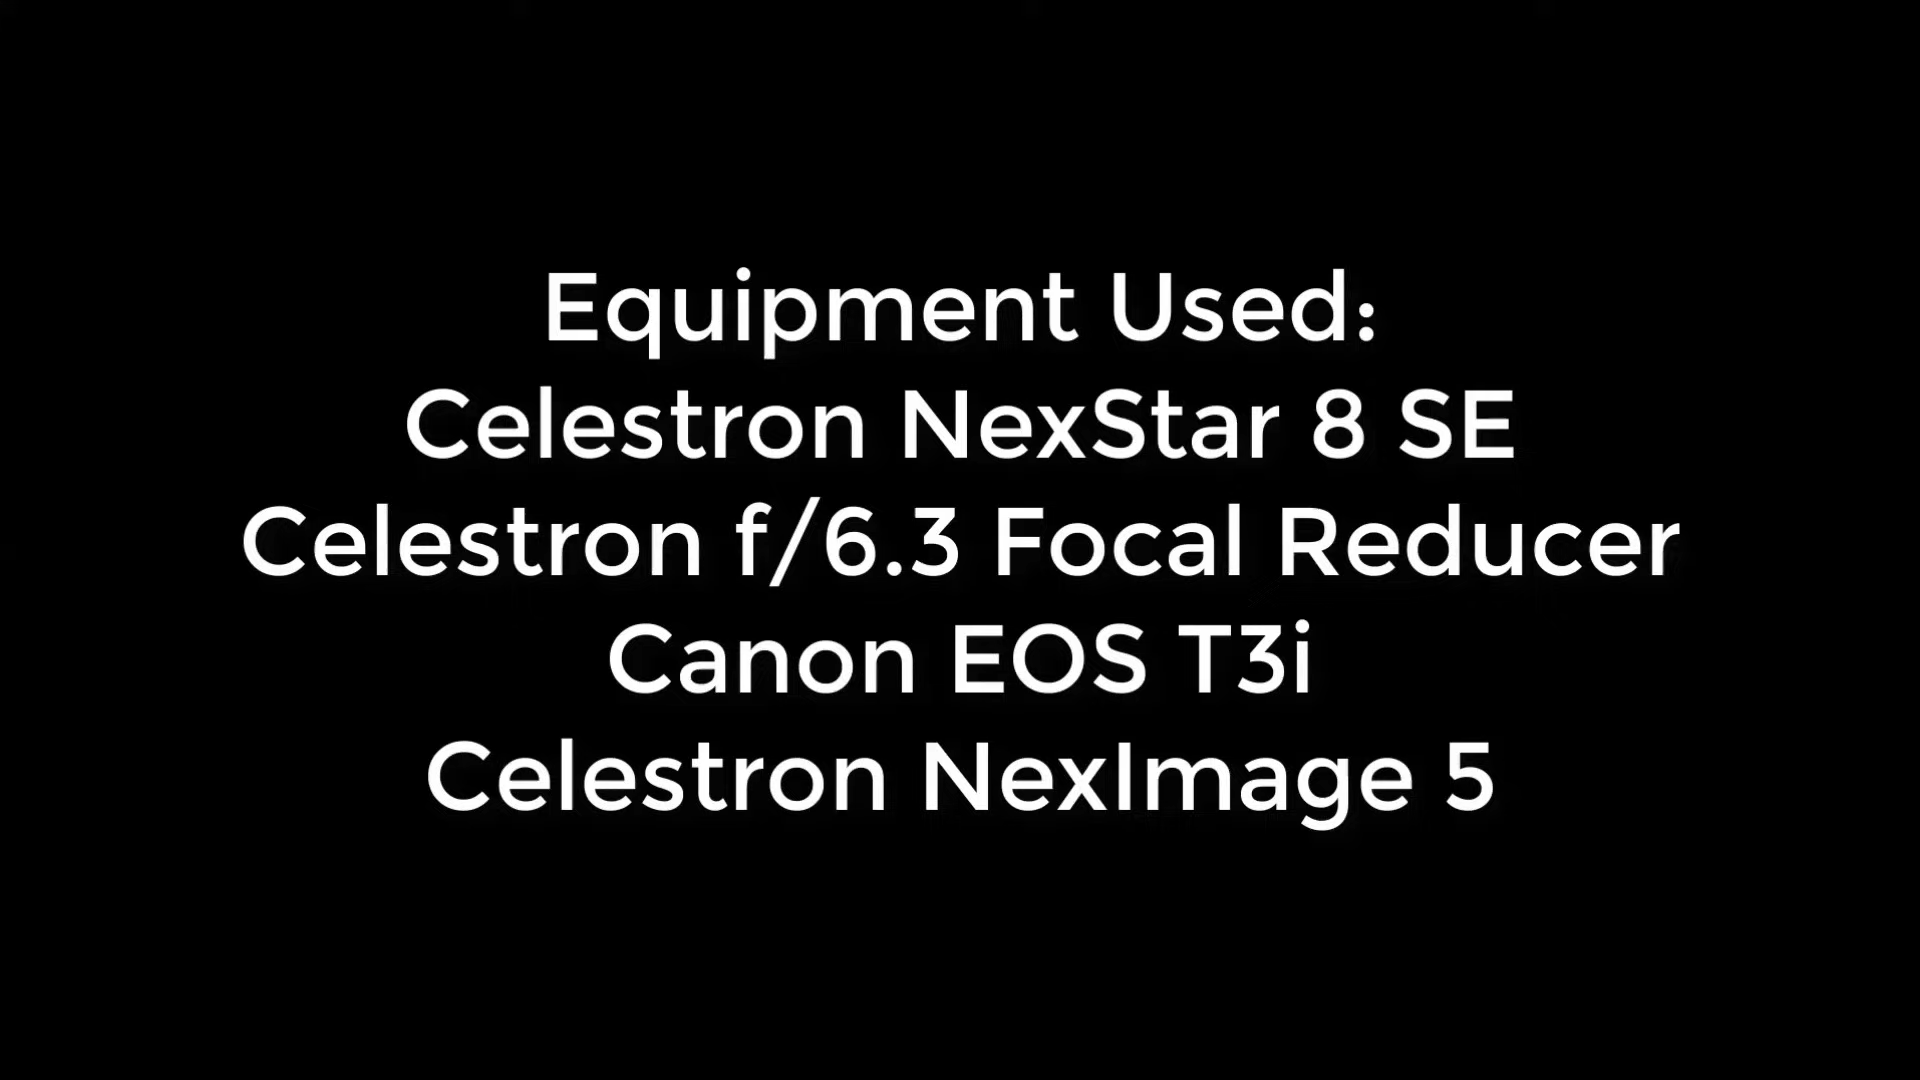 Equipment Used:
Celestron NexStar 8 SE
Celestron f/6.3 Focal Reducer
Canon EOS T3i
Celestron NexImage 5